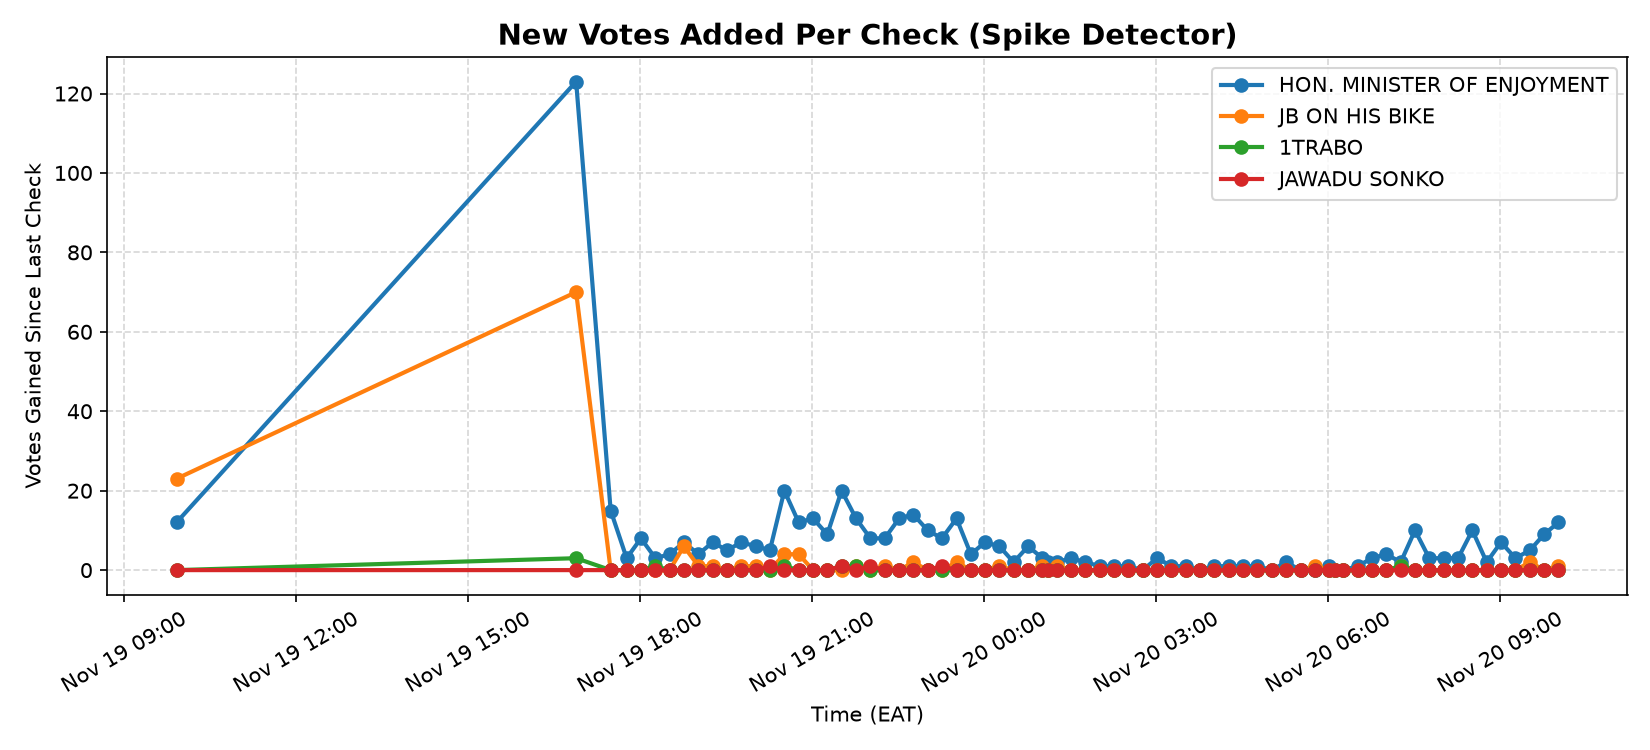 New Votes Added Per Check (Spike Detector)
HON. MINISTER OF ENJOYMENT
JB ON HIS BIKE
1TRABO
JAWADU SONKO
Votes Gained Since Last Check
120
100
80
60
40
20
0
Nov 19 09:00
Nov 19 12:00
Nov 19 15:00
Nov 19 18:00
Nov 19 21:00
Nov 20 00:00
Nov 20 03:00
Nov 20 06:00
Nov 20 09:00
Time (EAT)